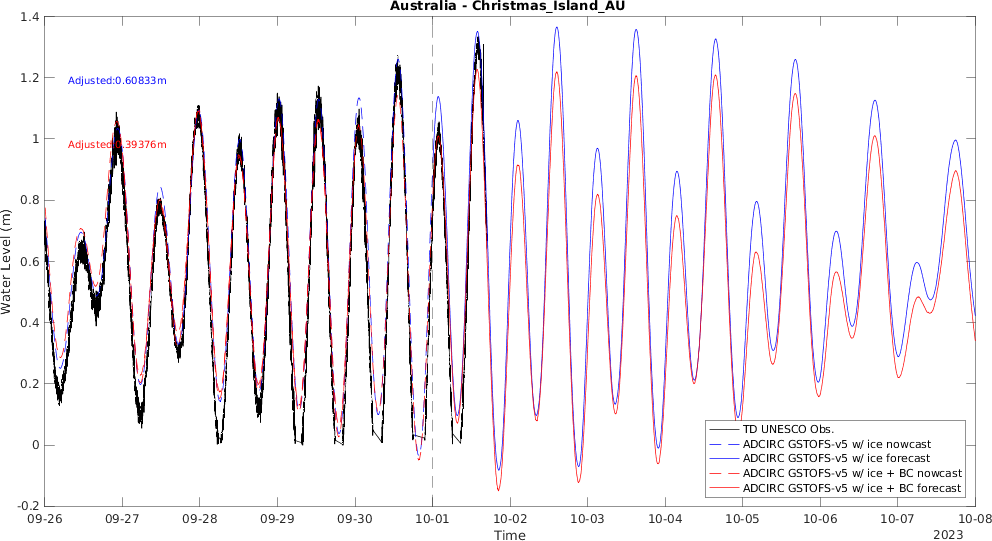 Australia - Christmas_Island_AU
1.4
1.2
1
0.8
0.6
0.4
0.2
0
-0.2
Water Level (m)
Adjusted:0.60833m
Adjusted:0.39376m
TD UNESCO Obs.
ADCIRC GSTOFS-v5 w/ ice nowcast
ADCIRC GSTOFS-v5 w/ ice forecast
ADCIRC GSTOFS-v5 w/ ice + BC nowcast
ADCIRC GSTOFS-v5 w/ ice + BC forecast
09-26 09-27 09-28 09-29 09-30 10-01 10-02 10-03 10-04 10-05 10-06 10-07 10-08
Time
2023